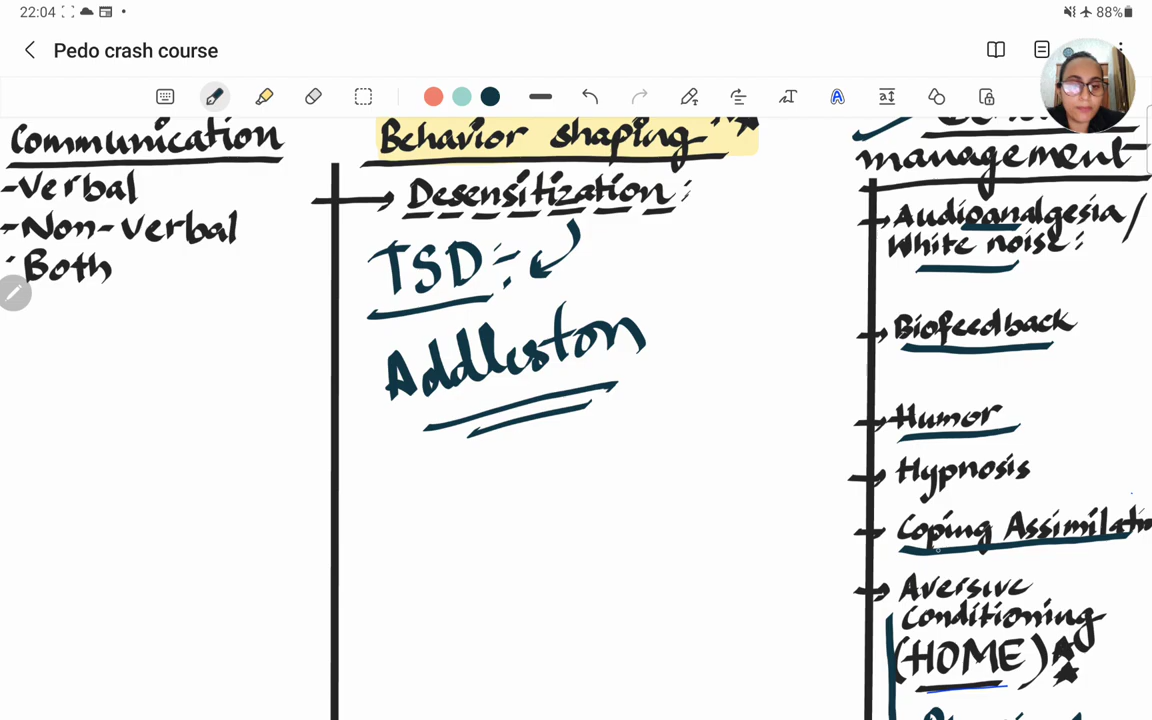 22:04
88%
Pedo crash course
Communication
-Verbal
-Non-Verbal
Both
Behavior shaping
Desensitization:
TSD:
Addleston
management
Audioanalgesia/
White noise:
Biofeedback
Humor
Hypnosis
Coping Assimilatn
Aversive
Conditioning
(HOME)